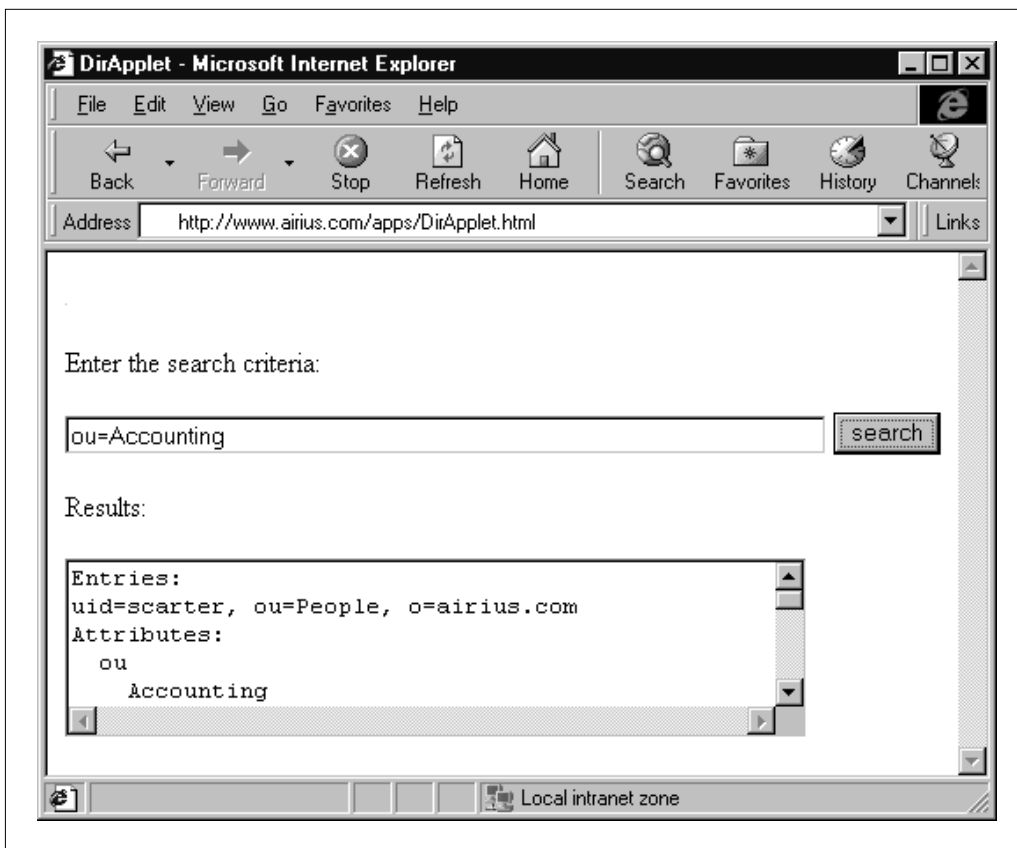 DirApplet - Microsoft Internet Explorer
File Edit View Go Favorites Help
Back Forward Stop Refresh Home Search Favorites History Channels
Address http://www.airius.com/apps/DirApplet.html Links
Enter the search criteria:
ou=Accounting search
Results:
Entries:
uid=scarter, ou=People, o=airius.com
Attributes:
ou
Accounting
Local intranet zone